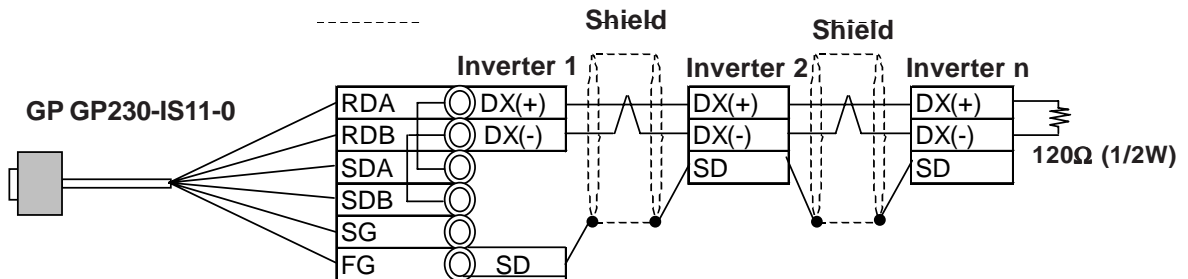 Shield
Shield
Inverter 1
Inverter 2
Inverter n
GP GP230-IS11-0
RDA DX(+) DX(+) DX(+)
RDB DX(-) DX(-) DX(-)
120Ω (1/2W)
SDA SD SD
SDB
SG
FG SD